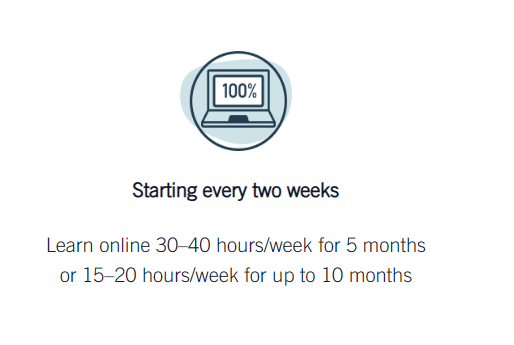 100%
Starting every two weeks
Learn online 30–40 hours/week for 5 months
or 15–20 hours/week for up to 10 months